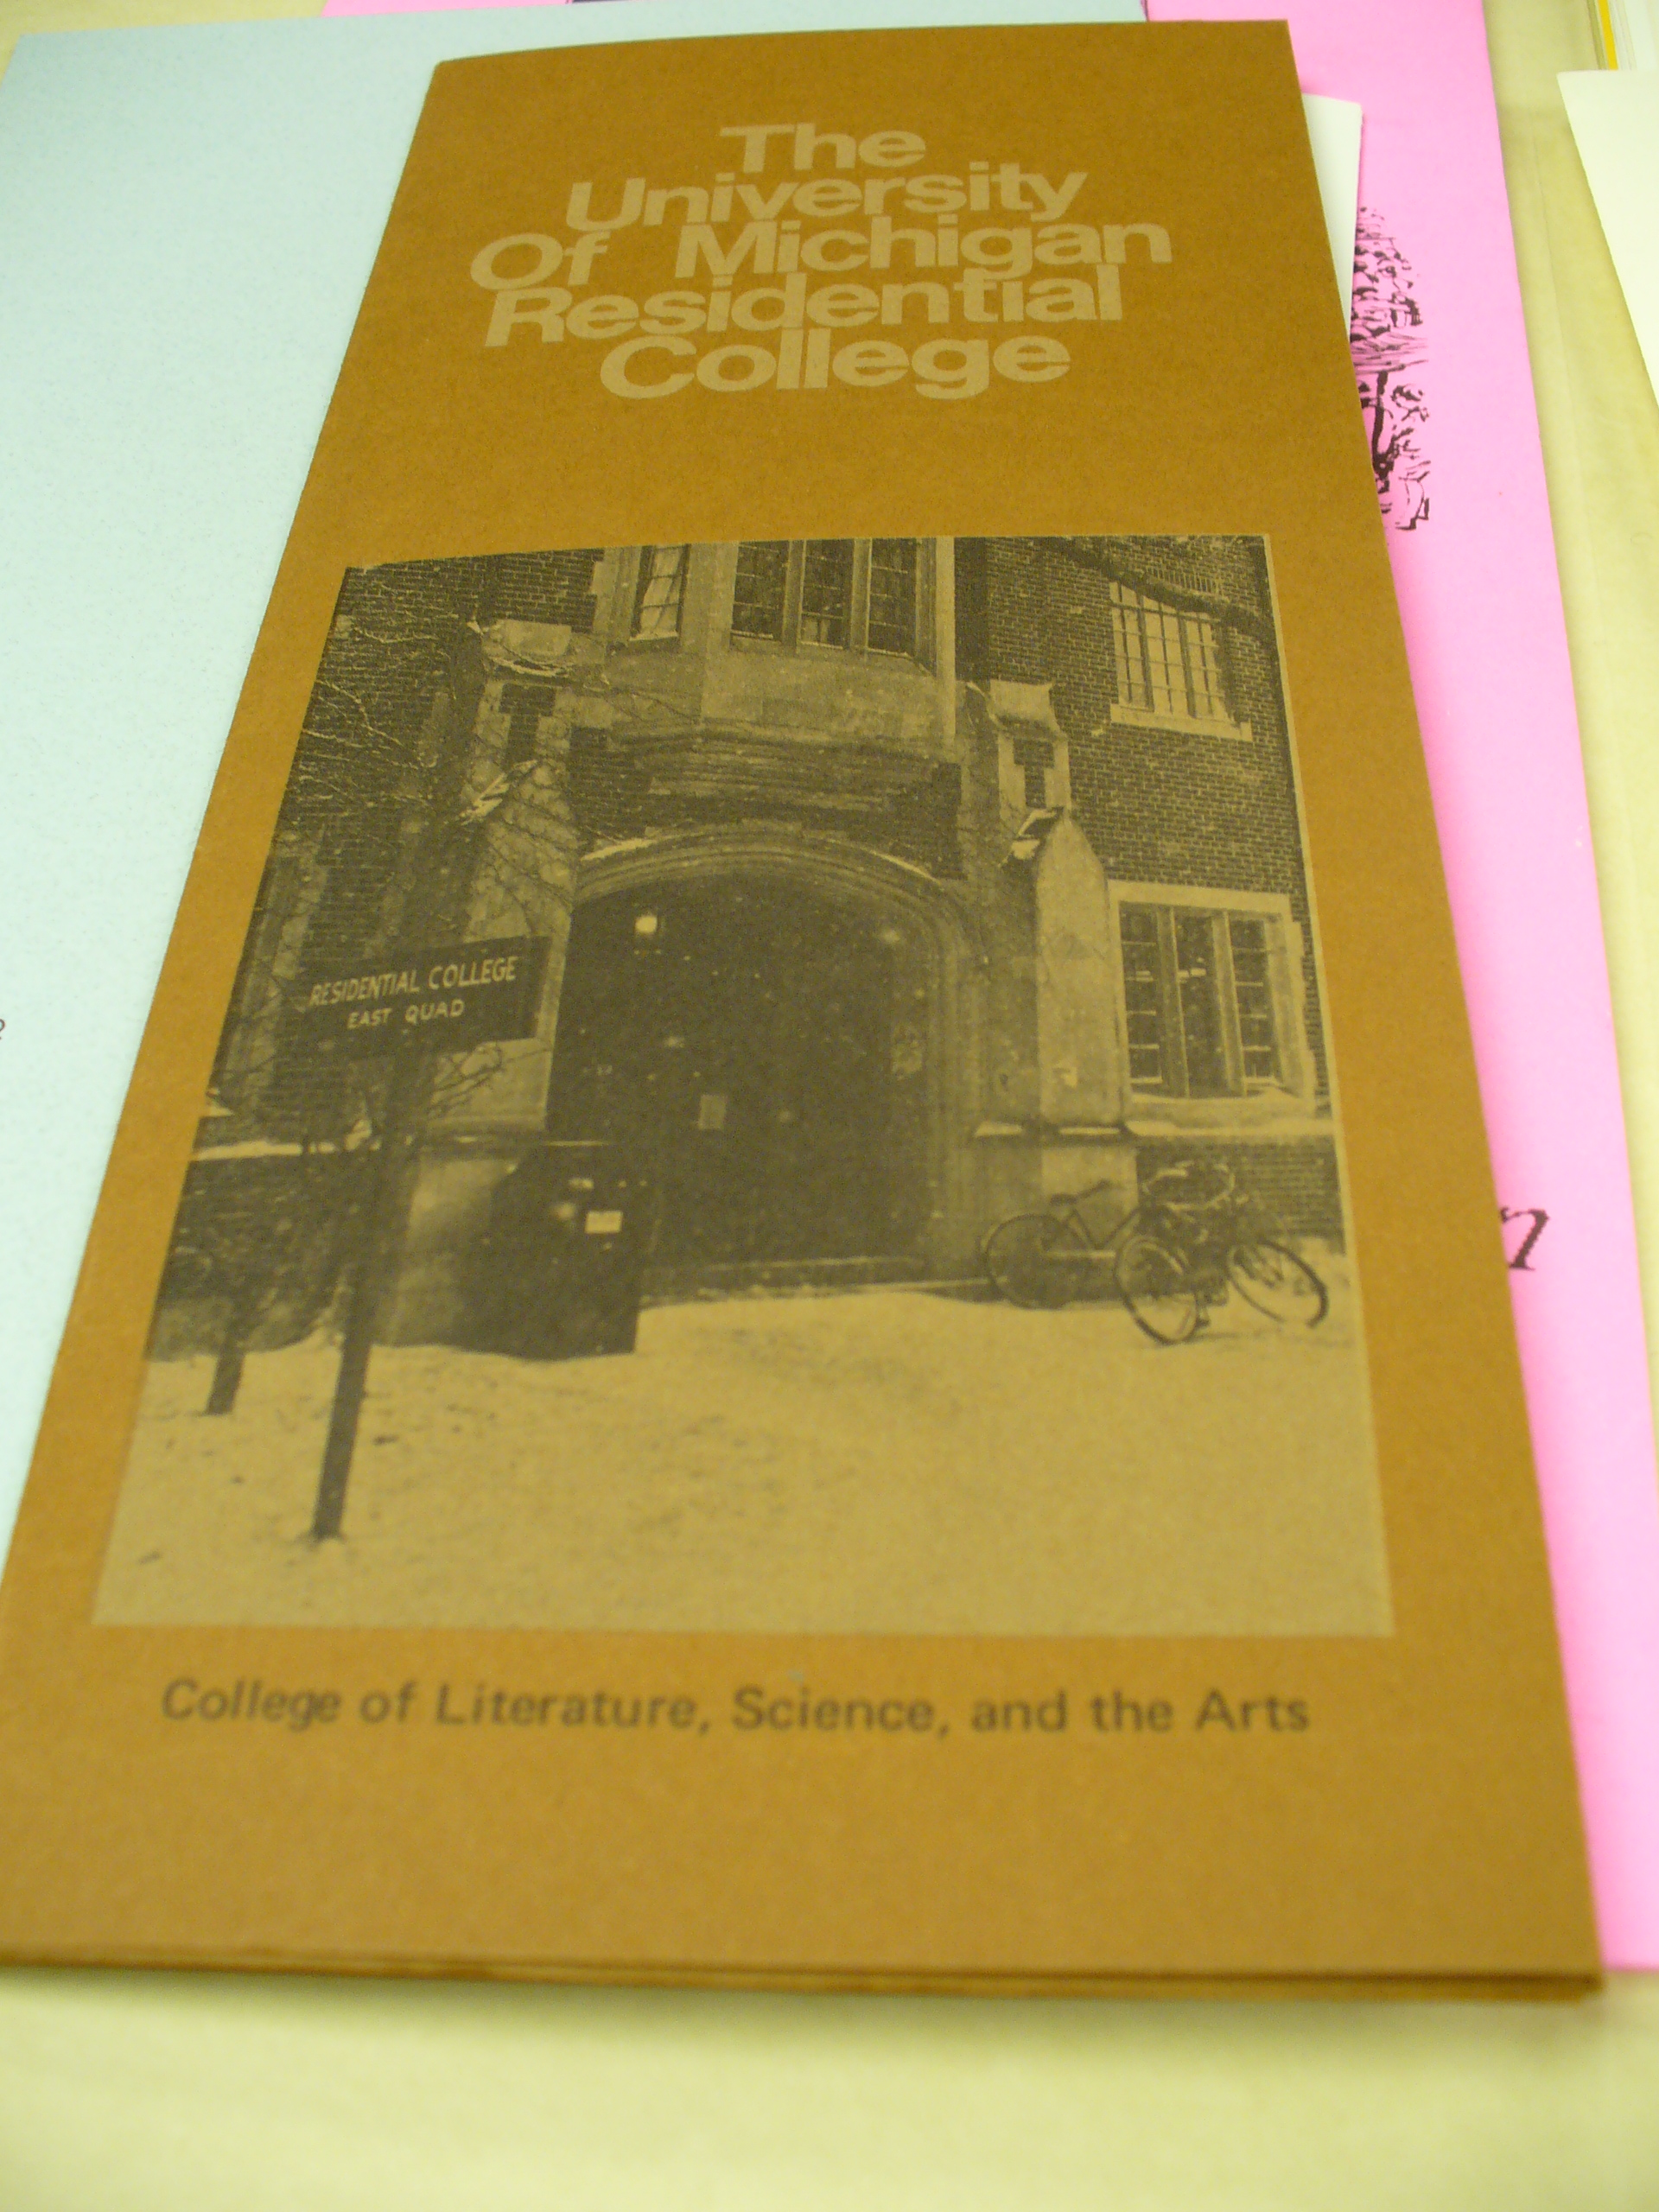 The
University
Of Michigan
Residential
College
RESIDENTIAL COLLEGE
EAST QUAD
College of Literature, Science, and the Arts
n